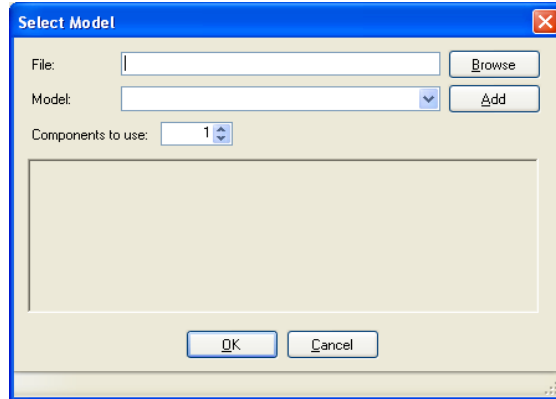 Select Model
File: Browse
Model: Add
Components to use: 1
OK Cancel